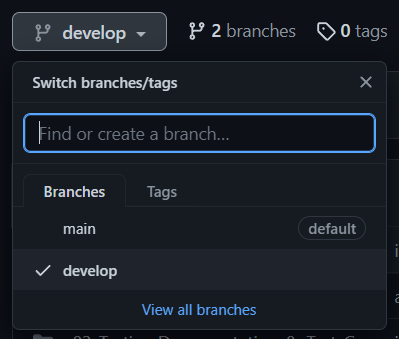 develop
2 branches
0 tags
Switch branches/tags
Find or create a branch...
Branches
Tags
main
default
develop
View all branches